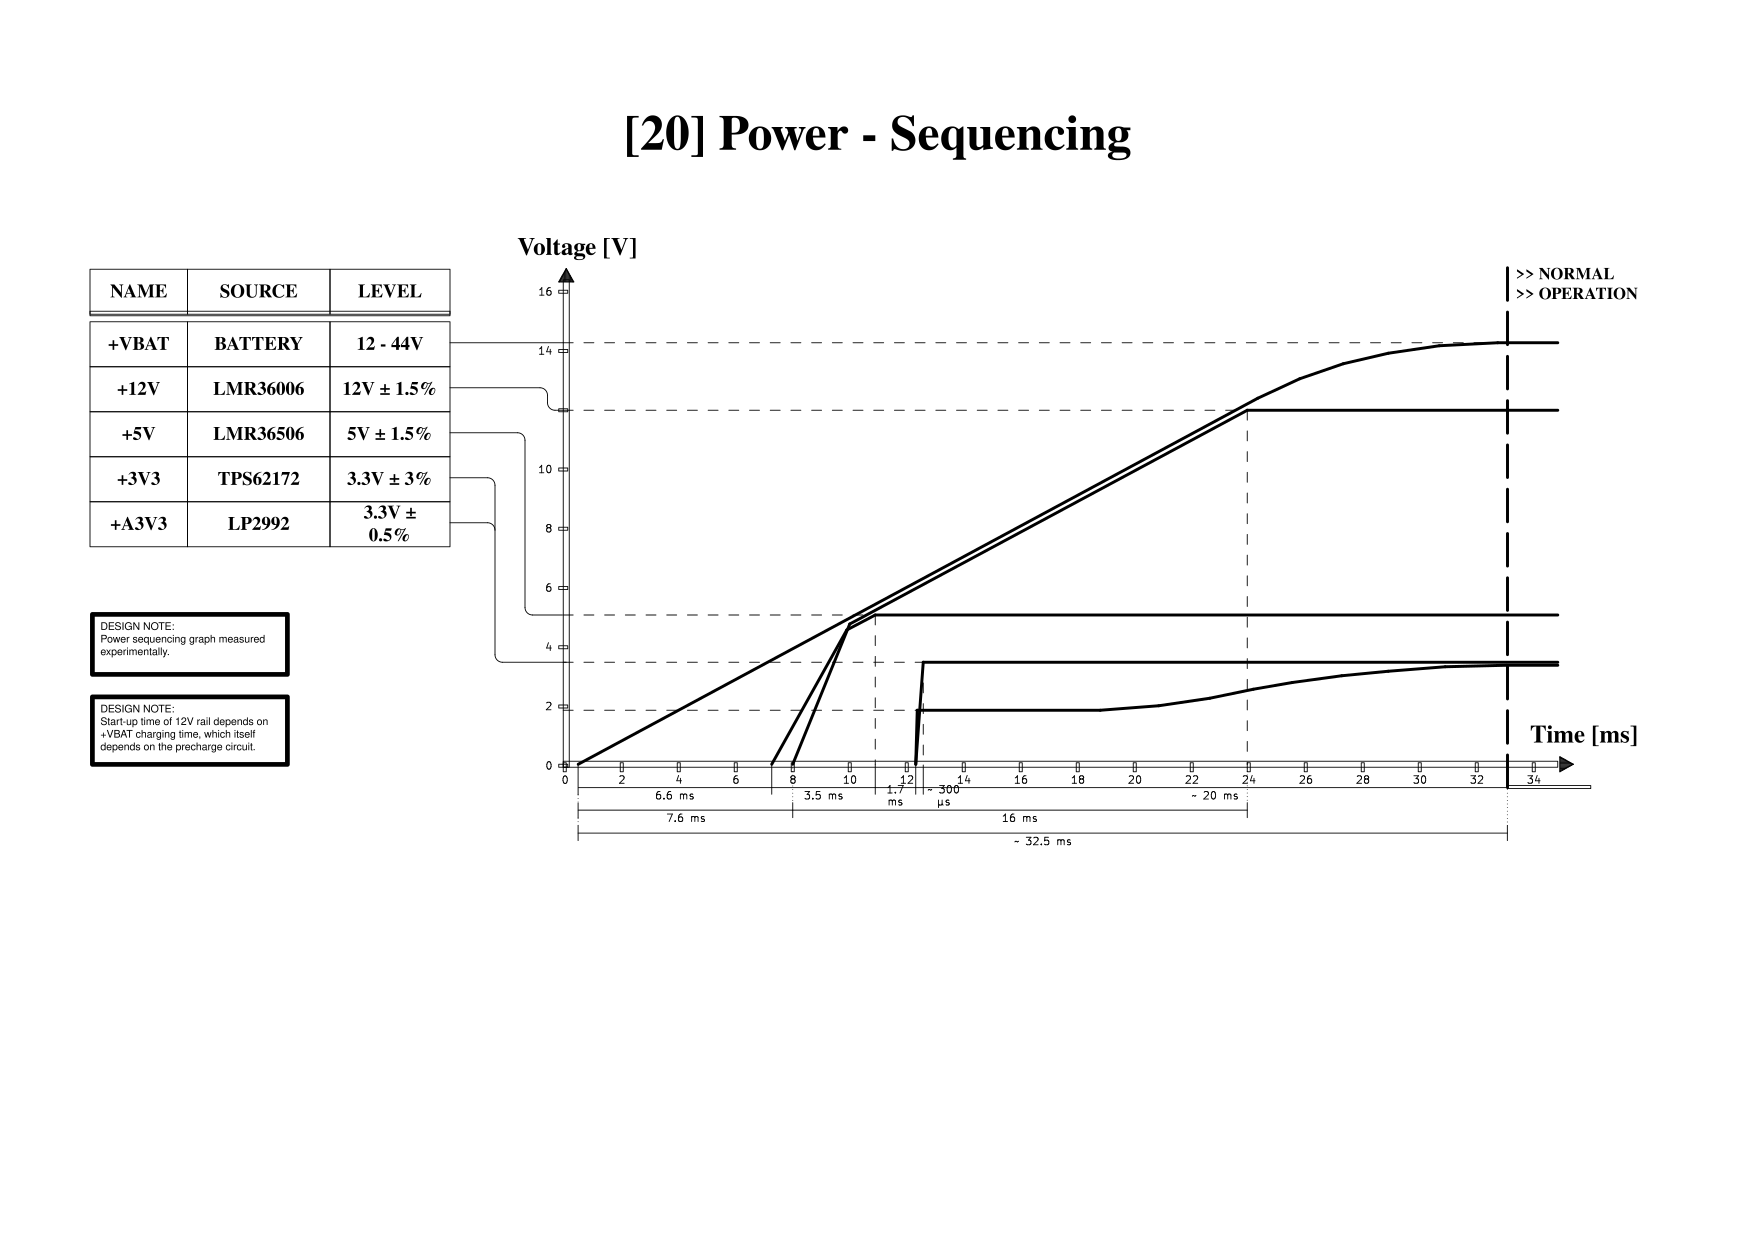 [20] Power - Sequencing
Voltage [V]
>> NORMAL
>> OPERATION
NAME SOURCE LEVEL
+VBAT BATTERY 12 - 44V
+12V LMR36006 12V ± 1.5%
+5V LMR36506 5V ± 1.5%
+3V3 TPS62172 3.3V ± 3%
+A3V3 LP2992 3.3V ±
0.5%
16
14
10
8
6
4
2
0
DESIGN NOTE:
Power sequencing graph measured
experimentally.
DESIGN NOTE:
Start-up time of 12V rail depends on
+VBAT charging time, which itself
depends on the precharge circuit.
Time [ms]
0 2 4 6 8 10 12 14 16 18 20 22 24 26 28 30 32 34
6.6 ms 3.5 ms 1.7
ms ~ 300
µs ~ 20 ms
7.6 ms 16 ms
~ 32.5 ms